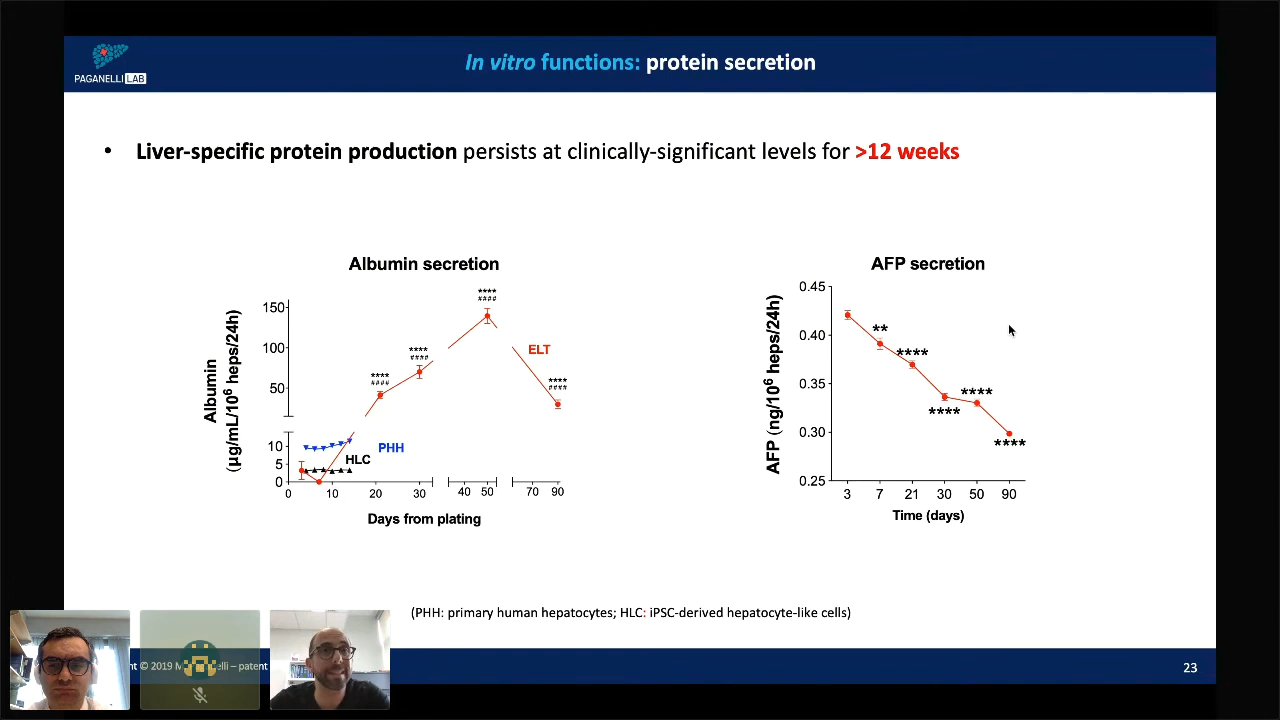 PAGANELLI LAB
In vitro functions: protein secretion
• Liver-specific protein production persists at clinically-significant levels for >12 weeks
Albumin secretion
Albumin
(µg/mL/10⁶ heps/24h)
150
100
50
10
5
0
****
####
****
####
****
####
****
####
ELT
PHH
HLC
0 10 20 30 40 50 70 90
Days from plating
AFP secretion
AFP (ng/10⁶ heps/24h)
0.45
0.40
0.35
0.30
0.25
**
****
****
****
****
3 7 21 30 50 90
Time (days)
(PHH: primary human hepatocytes; HLC: iPSC-derived hepatocyte-like cells)
© 2019 – patent
23